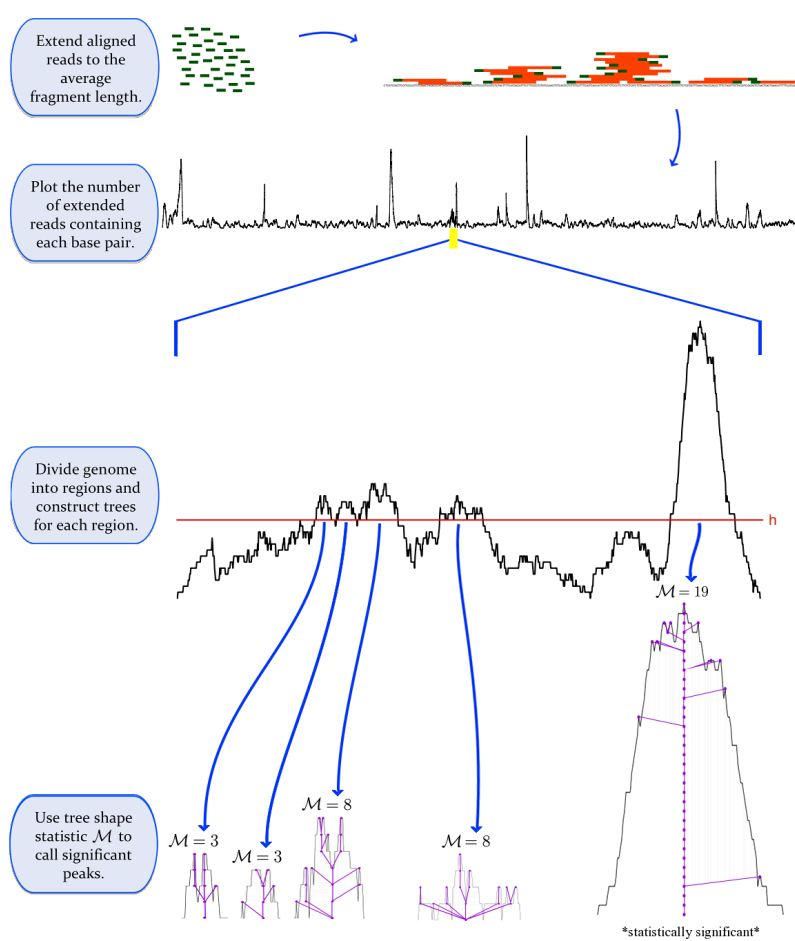 Extend aligned
reads to the
average
fragment length.
Plot the number
of extended
reads containing
each base pair.
Divide genome
into regions and
construct trees
for each region.
h
ℳ = 19
Use tree shape
statistic ℳ to
call significant
peaks.
ℳ = 3
ℳ = 3
ℳ = 8
ℳ = 8
*statistically significant*